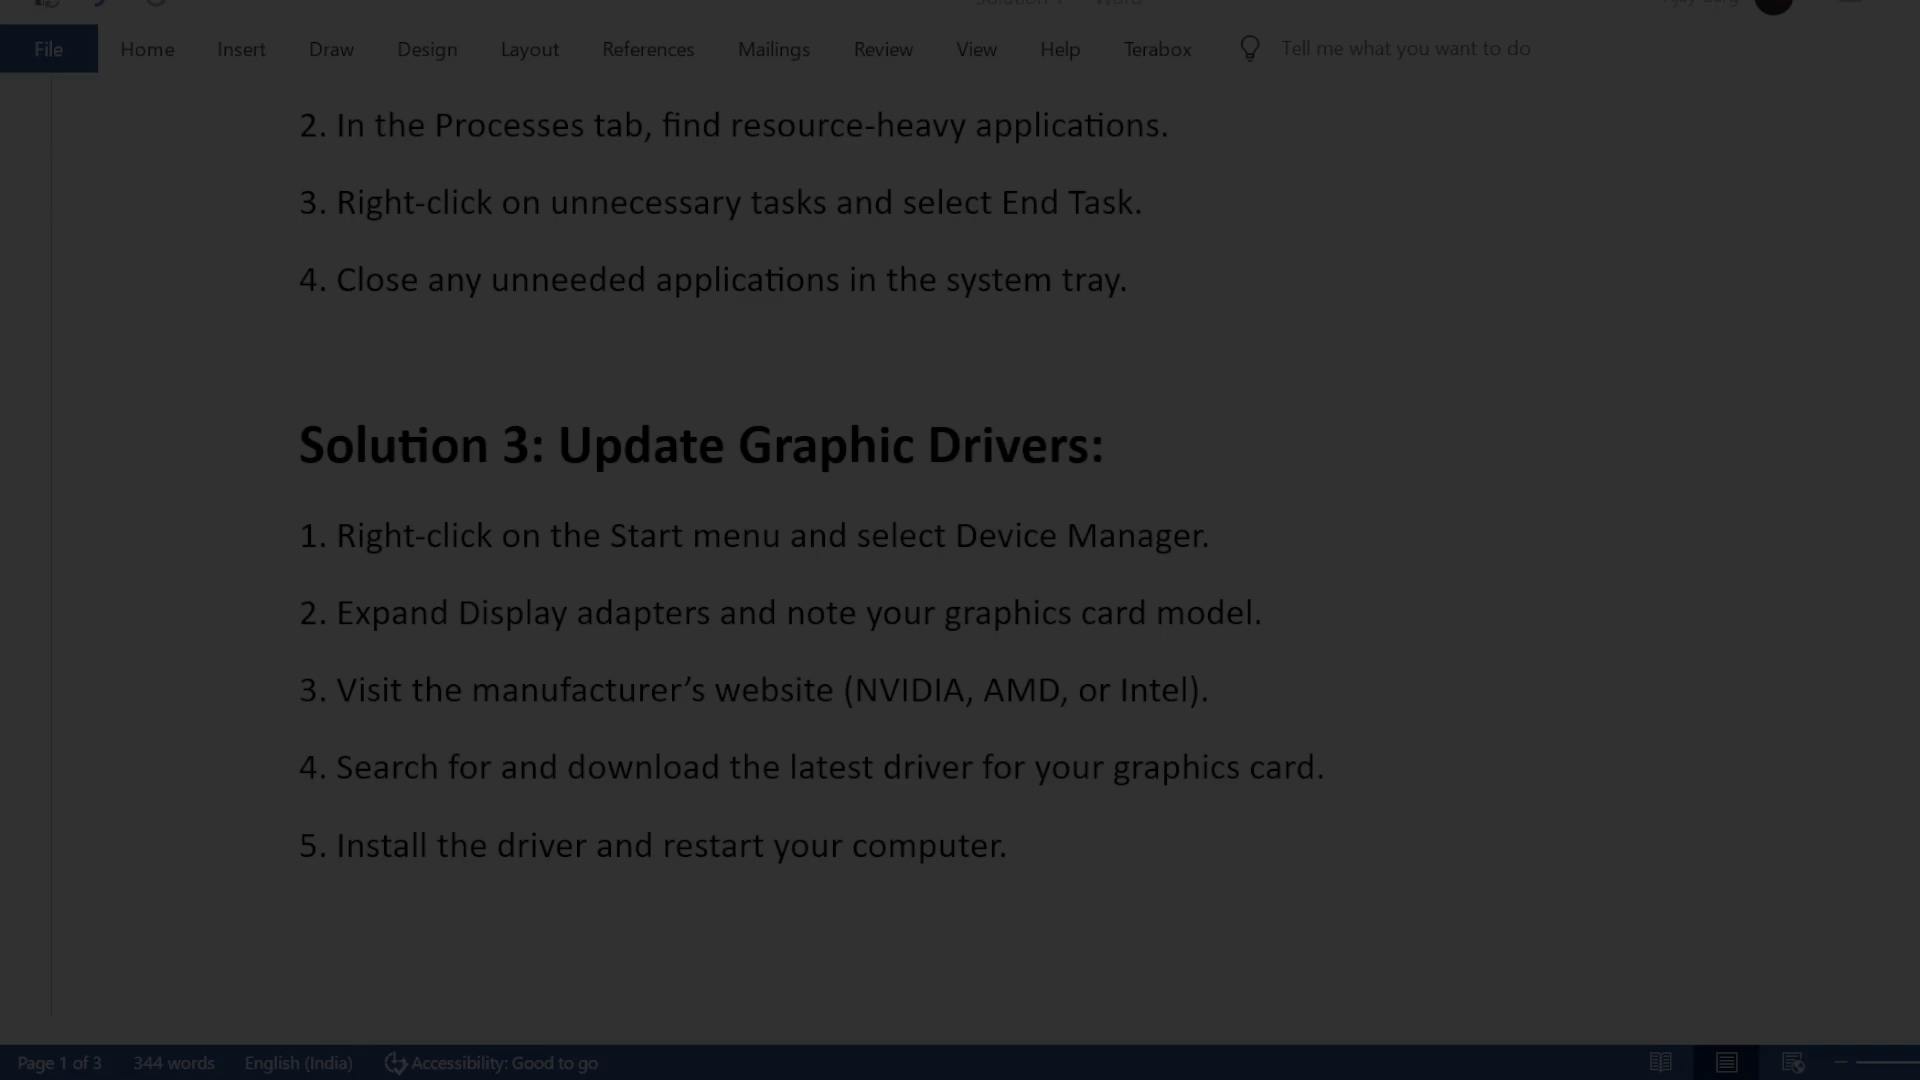 File Home Insert Draw Design Layout References Mailings Review View Help Terabox Tell me what you want to do
2. In the Processes tab, find resource-heavy applications.
3. Right-click on unnecessary tasks and select End Task.
4. Close any unneeded applications in the system tray.
Solution 3: Update Graphic Drivers:
1. Right-click on the Start menu and select Device Manager.
2. Expand Display adapters and note your graphics card model.
3. Visit the manufacturer’s website (NVIDIA, AMD, or Intel).
4. Search for and download the latest driver for your graphics card.
5. Install the driver and restart your computer.
Page 1 of 3 344 words English (India) Accessibility: Good to go